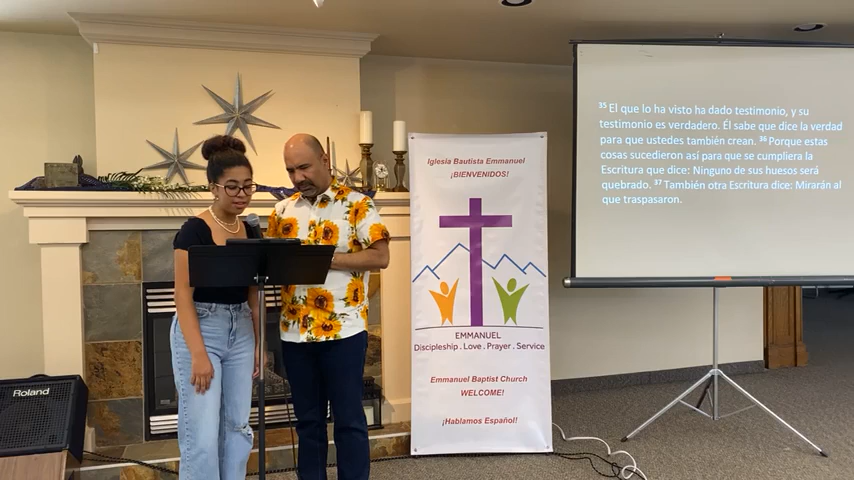 Roland
Iglesia Bautista Emmanuel
¡BIENVENIDOS!
EMMANUEL
Discipleship . Love . Prayer . Service
Emmanuel Baptist Church
WELCOME!
¡Hablamos Español!
35 El que lo ha visto ha dado testimonio, y su
testimonio es verdadero. Él sabe que dice la verdad
para que ustedes también crean. 36 Porque estas
cosas sucedieron así para que se cumpliera la
Escritura que dice: Ninguno de sus huesos será
quebrado. 37 También otra Escritura dice: Mirarán al
que traspasaron.